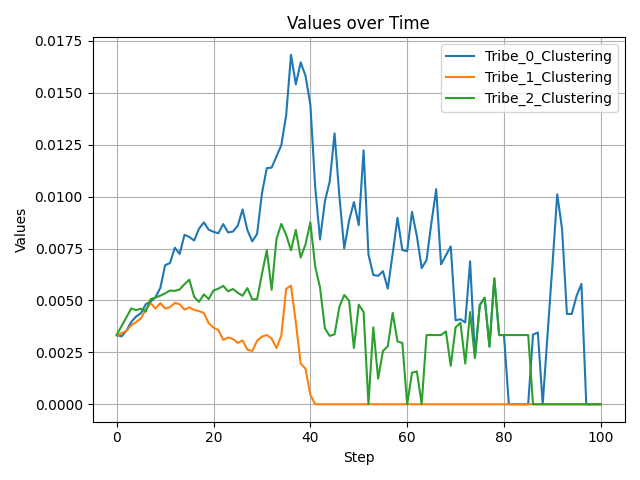 Values over Time
0.0175
0.0150
0.0125
0.0100
0.0075
0.0050
0.0025
0.0000
Values
Tribe_0_Clustering
Tribe_1_Clustering
Tribe_2_Clustering
0 20 40 60 80 100
Step